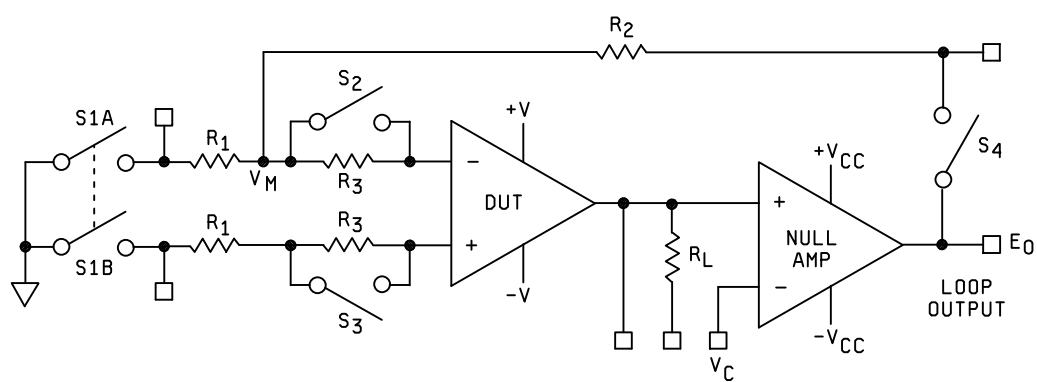 R2
S2
S1A
R1
+V
VM
R3
−
DUT
S4
+VCC
+
NULL
AMP
R1
R3
+
S1B
−V
RL
−
EO
LOOP
OUTPUT
S3
−VCC
VC